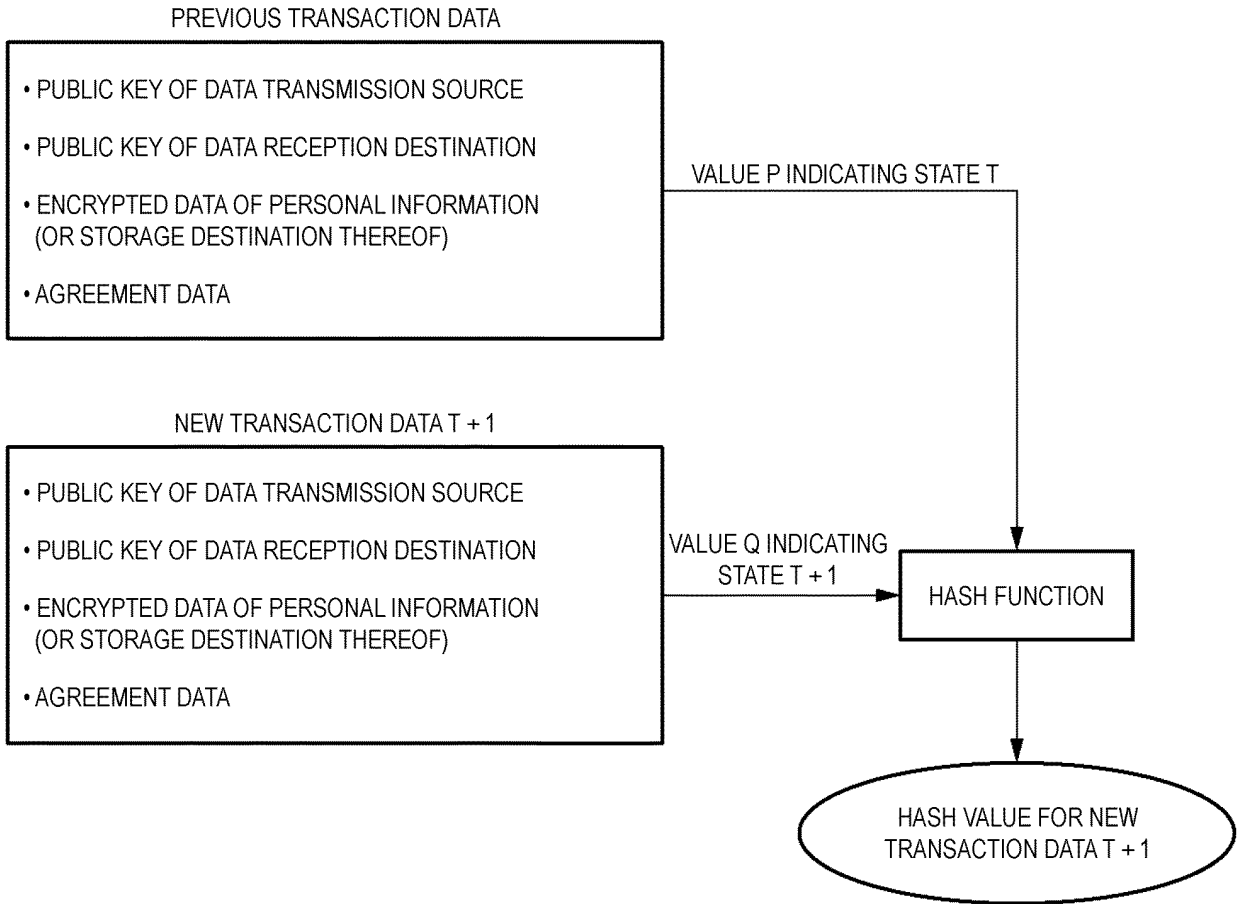 PREVIOUS TRANSACTION DATA
• PUBLIC KEY OF DATA TRANSMISSION SOURCE
• PUBLIC KEY OF DATA RECEPTION DESTINATION
• ENCRYPTED DATA OF PERSONAL INFORMATION
(OR STORAGE DESTINATION THEREOF)
• AGREEMENT DATA
VALUE P INDICATING STATE T
NEW TRANSACTION DATA T + 1
• PUBLIC KEY OF DATA TRANSMISSION SOURCE
• PUBLIC KEY OF DATA RECEPTION DESTINATION
• ENCRYPTED DATA OF PERSONAL INFORMATION
(OR STORAGE DESTINATION THEREOF)
• AGREEMENT DATA
VALUE Q INDICATING
STATE T + 1
HASH FUNCTION
HASH VALUE FOR NEW
TRANSACTION DATA T + 1